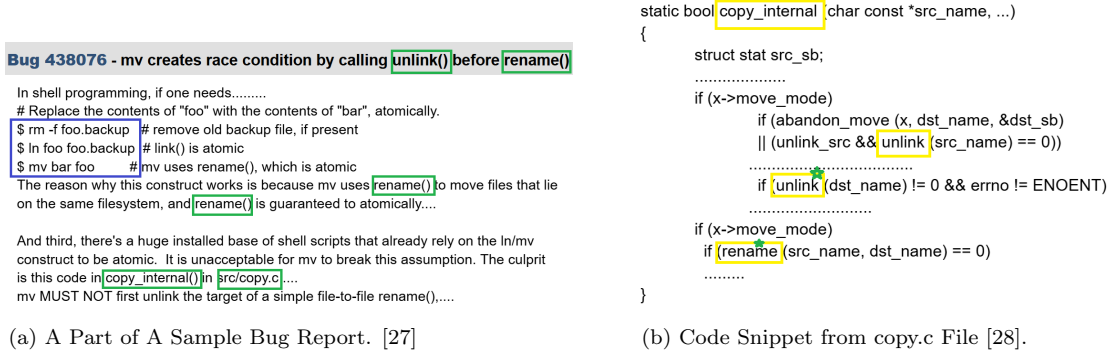 Bug 438076 - mv creates race condition by calling unlink() before rename()
In shell programming, if one needs.........
# Replace the contents of "foo" with the contents of "bar", atomically.
$ rm -f foo.backup # remove old backup file, if present
$ ln foo foo.backup # link() is atomic
$ mv bar foo # mv uses rename(), which is atomic
The reason why this construct works is because mv uses rename() to move files that lie
on the same filesystem, and rename() is guaranteed to atomically....
And third, there's a huge installed base of shell scripts that already rely on the ln/mv
construct to be atomic. It is unacceptable for mv to break this assumption. The culprit
is this code in copy_internal() in src/copy.c ....
mv MUST NOT first unlink the target of a simple file-to-file rename(),....
(a) A Part of A Sample Bug Report. [27]
static bool copy_internal (char const *src_name, ...)
{
struct stat src_sb;
....................
if (x->move_mode)
if (abandon_move (x, dst_name, &dst_sb)
|| (unlink_src && unlink (src_name) == 0))
....................................
if (unlink (dst_name) != 0 && errno != ENOENT)
...........................
if (x->move_mode)
if (rename (src_name, dst_name) == 0)
.........
}
(b) Code Snippet from copy.c File [28].